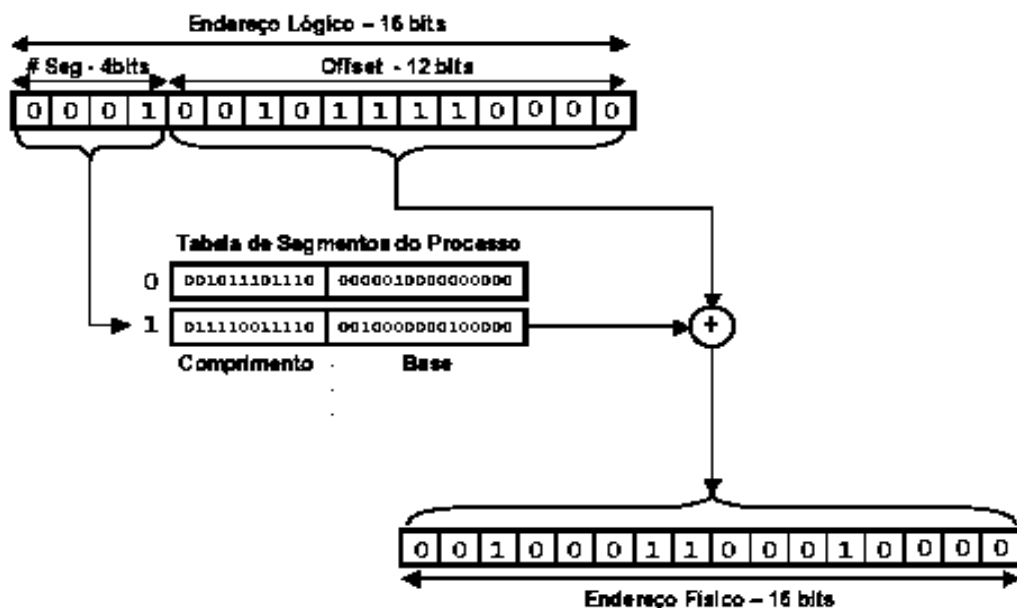 Endereço Lógico – 16 bits
# Seg - 4bits Offset - 12 bits
0 0 0 1 0 0 1 0 1 1 1 1 0 0 0 0
Tabela de Segmentos do Processo
0 001011101110 0000010000000000
1 011110011110 0010000000100000
Comprimento Base
+
0 0 1 0 0 0 1 1 0 0 0 1 0 0 0 0
Endereço Físico – 16 bits